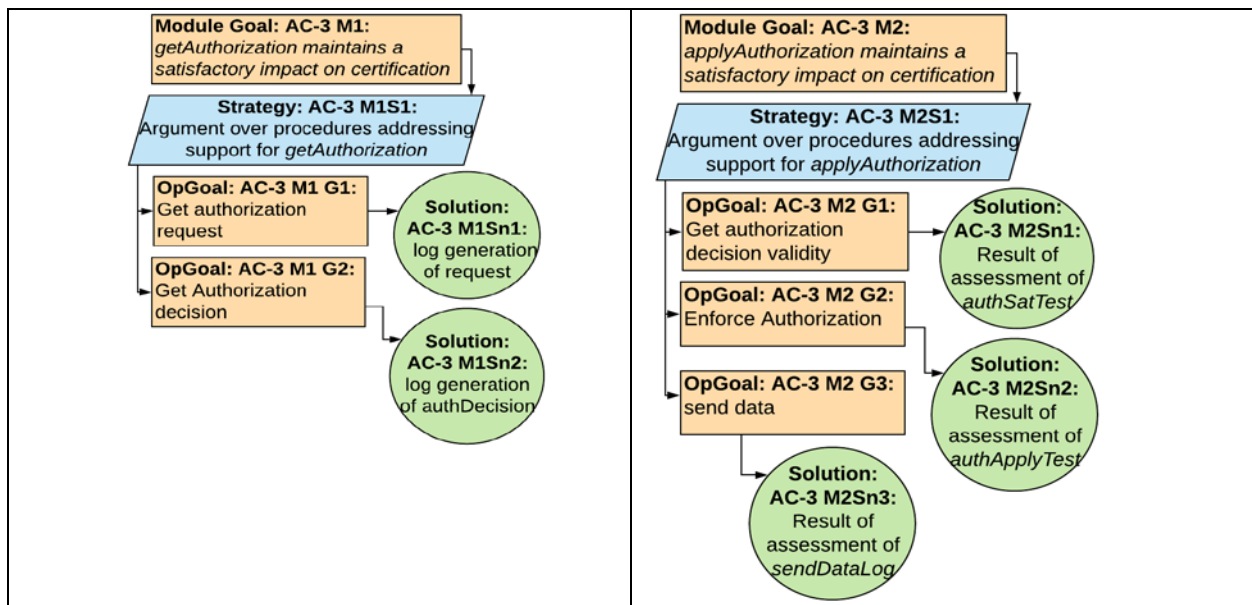 Module Goal: AC-3 M1:
getAuthorization maintains a
satisfactory impact on certification
Strategy: AC-3 M1S1:
Argument over procedures addressing
support for getAuthorization
OpGoal: AC-3 M1 G1:
Get authorization
request
Solution:
AC-3 M1Sn1:
log generation
of request
OpGoal: AC-3 M1 G2:
Get Authorization
decision
Solution:
AC-3 M1Sn2:
log generation
of authDecision
Module Goal: AC-3 M2:
applyAuthorization maintains a
satisfactory impact on certification
Strategy: AC-3 M2S1:
Argument over procedures addressing
support for applyAuthorization
OpGoal: AC-3 M2 G1:
Get authorization
decision validity
Solution:
AC-3 M2Sn1:
Result of
assessment of
authSatTest
OpGoal: AC-3 M2 G2:
Enforce Authorization
Solution:
AC-3 M2Sn2:
Result of
assessment of
authApplyTest
OpGoal: AC-3 M2 G3:
send data
Solution:
AC-3 M2Sn3:
Result of
assessment of
sendDataLog